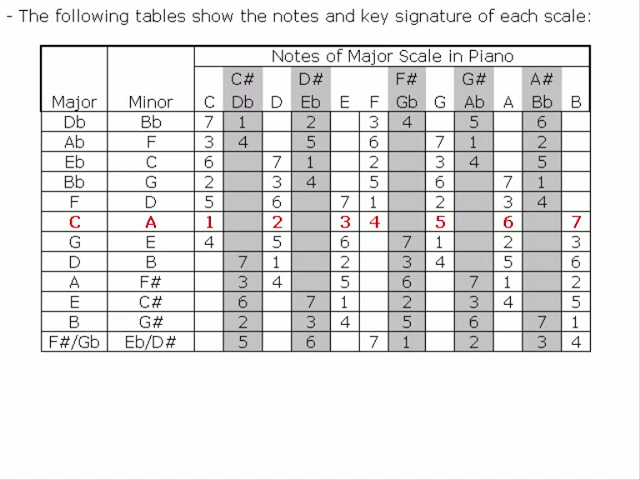 - The following tables show the notes and key signature of each scale:
Notes of Major Scale in Piano
C# D# F# G# A#
Major Minor C Db D Eb E F Gb G Ab A Bb B
Db Bb 7 1 2 3 4 5 6
Ab F 3 4 5 6 7 1 2
Eb C 6 7 1 2 3 4 5
Bb G 2 3 4 5 6 7 1
F D 5 6 7 1 2 3 4
C A 1 2 3 4 5 6 7
G E 4 5 6 7 1 2 3
D B 7 1 2 3 4 5 6
A F# 3 4 5 6 7 1 2
E C# 6 7 1 2 3 4 5
B G# 2 3 4 5 6 7 1
F#/Gb Eb/D# 5 6 7 1 2 3 4